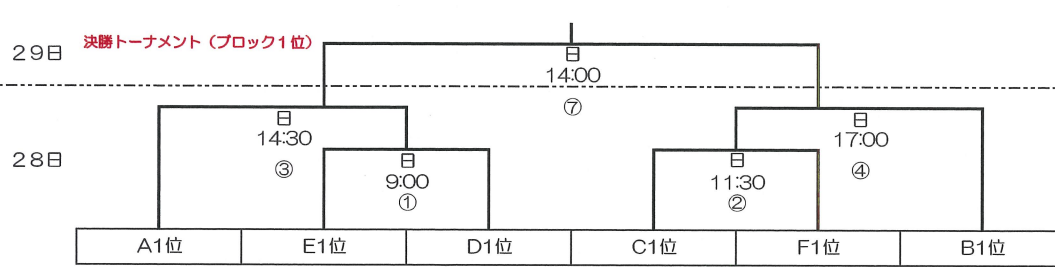 決勝トーナメント（ブロック１位）
29日
日
14:00
⑦
日
14:30
③
日
17:00
④
28日
日
9:00
①
日
11:30
②
A1位 E1位 D1位 C1位 F1位 B1位